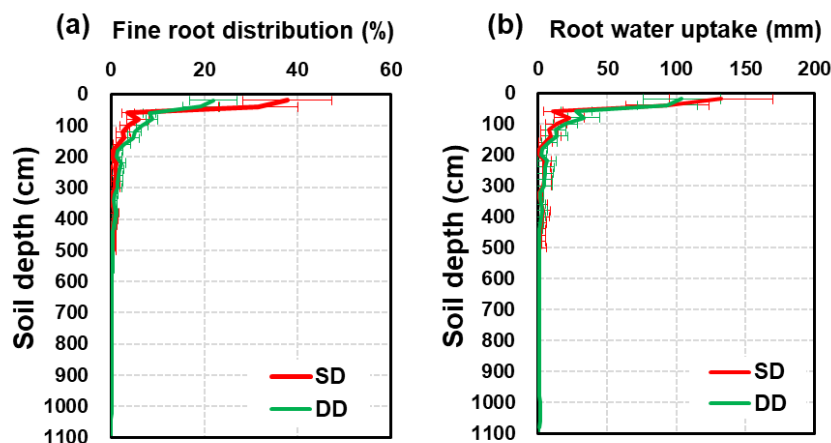 (a) Fine root distribution (%)
0 20 40 60
Soil depth (cm)
0
100
200
300
400
500
600
700
800
900
1000
1100
SD
DD
(b) Root water uptake (mm)
0 50 100 150 200
Soil depth (cm)
0
100
200
300
400
500
600
700
800
900
1000
1100
SD
DD